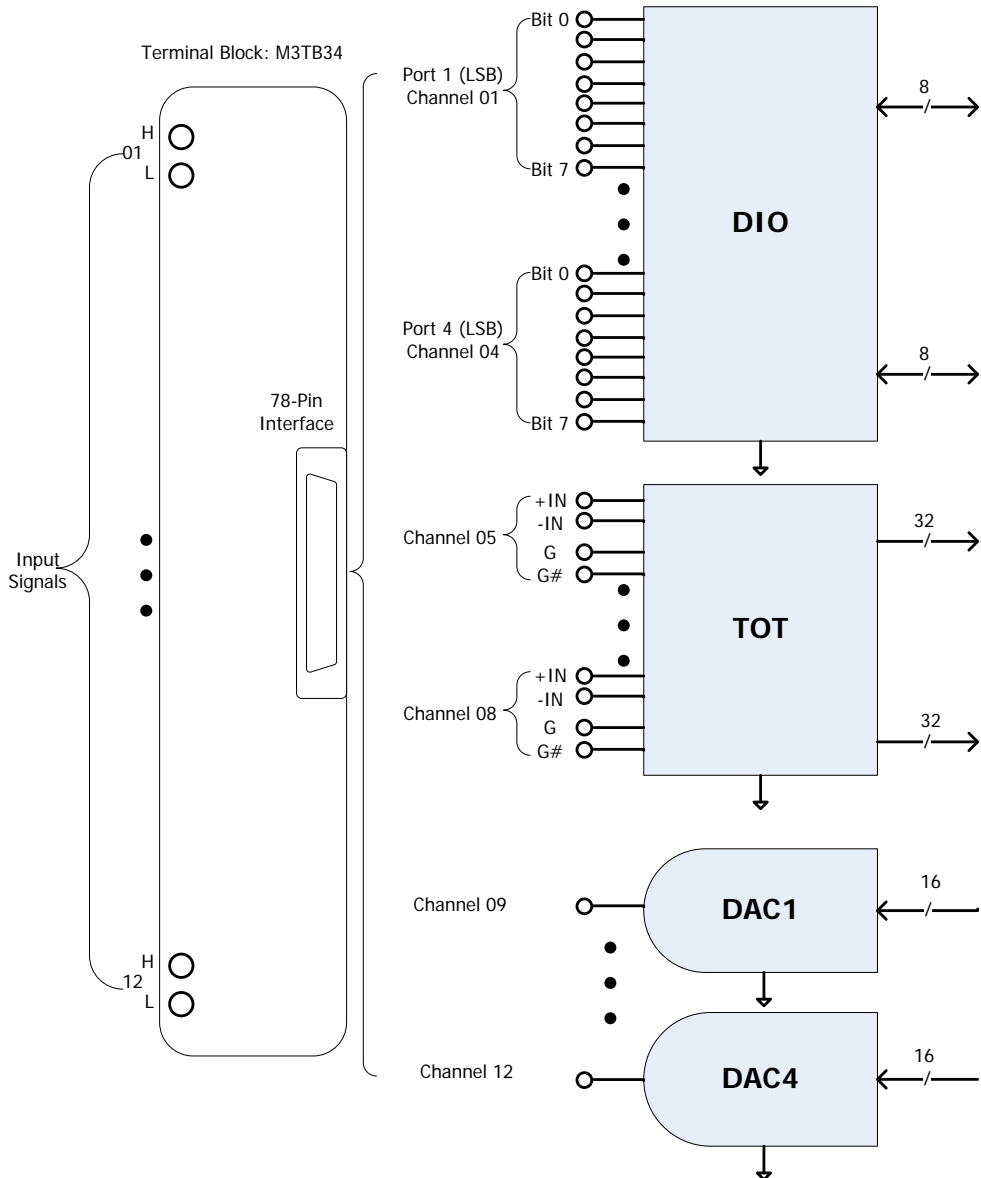 Terminal Block: M3TB34
H
01
L
Input
Signals
78-Pin
Interface
H
12
L
Bit 0
Port 1 (LSB)
Channel 01
Bit 7
Bit 0
Port 4 (LSB)
Channel 04
Bit 7
DIO
8
8
+IN
-IN
Channel 05
G
G#
+IN
-IN
Channel 08
G
G#
TOT
32
32
Channel 09
DAC1
16
Channel 12
DAC4
16